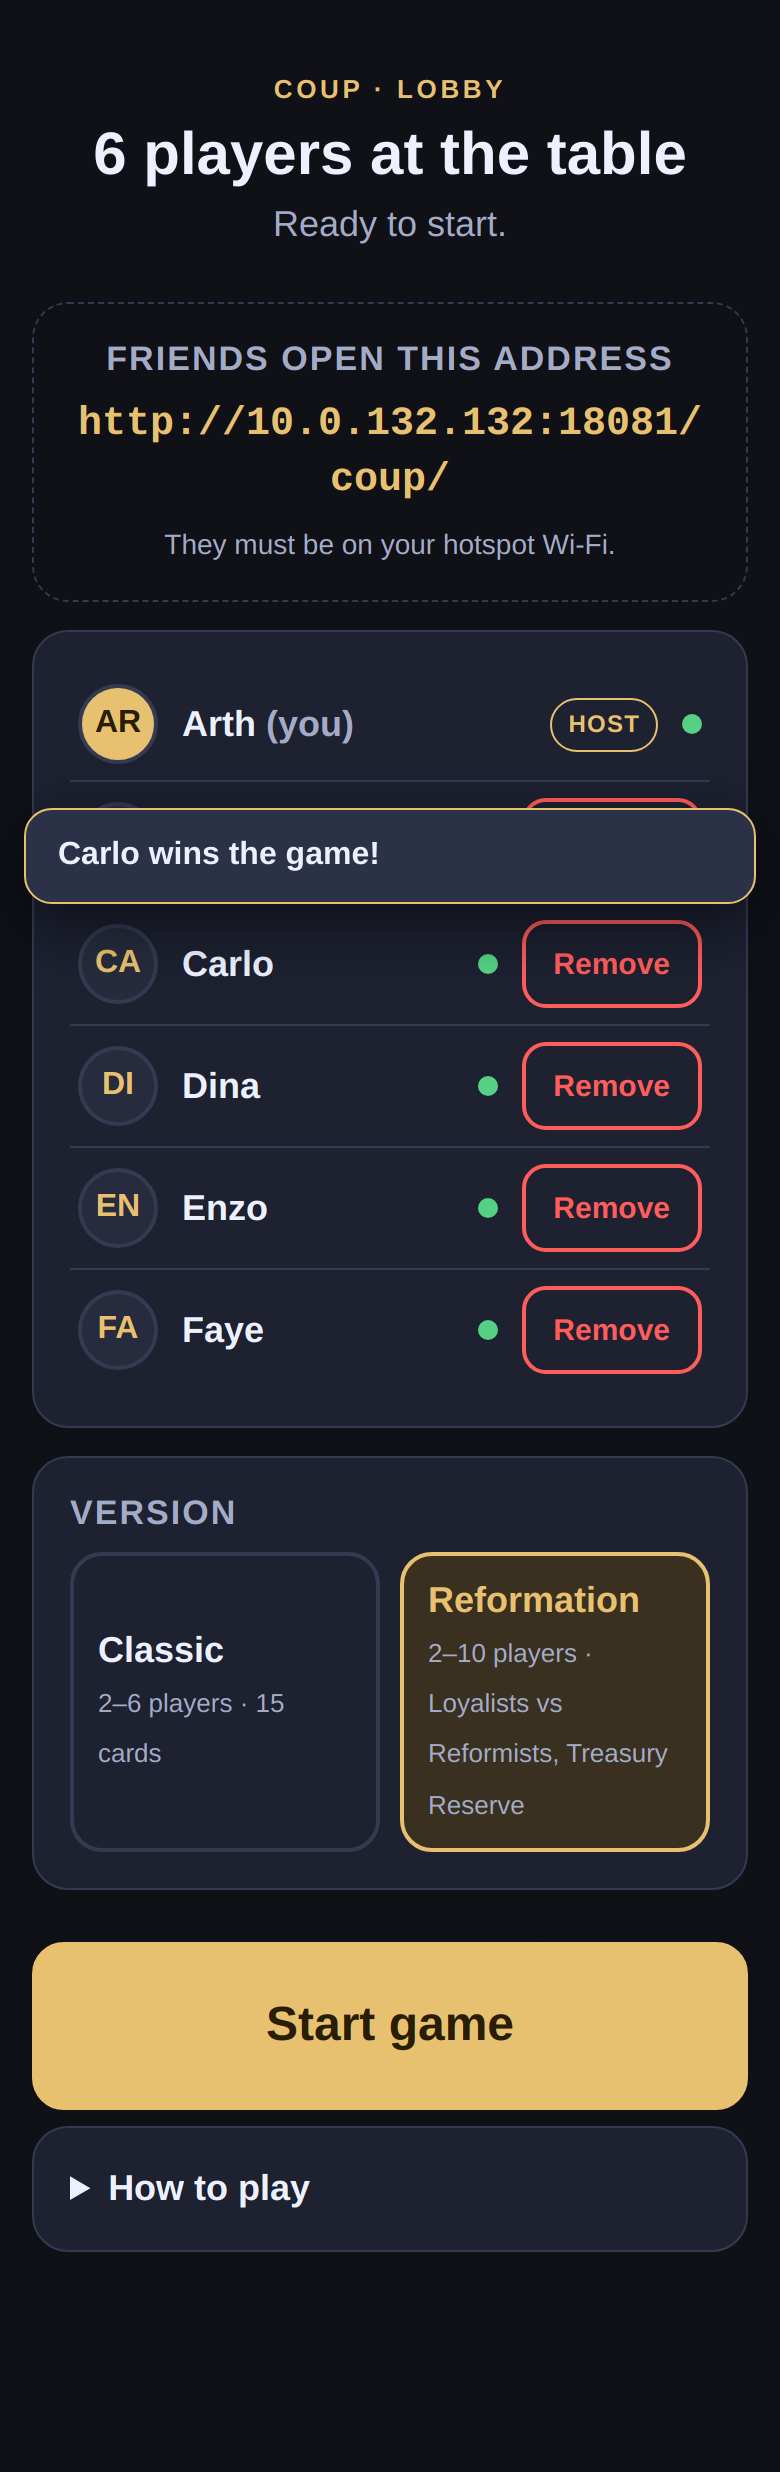 COUP · LOBBY
6 players at the table
Ready to start.
FRIENDS OPEN THIS ADDRESS
http://10.0.132.132:18081/
coup/
They must be on your hotspot Wi-Fi.
AR Arth (you) HOST
Carlo wins the game!
CA Carlo Remove
DI Dina Remove
EN Enzo Remove
FA Faye Remove
VERSION
Classic
2–6 players · 15
cards
Reformation
2–10 players ·
Loyalists vs
Reformists, Treasury
Reserve
Start game
How to play